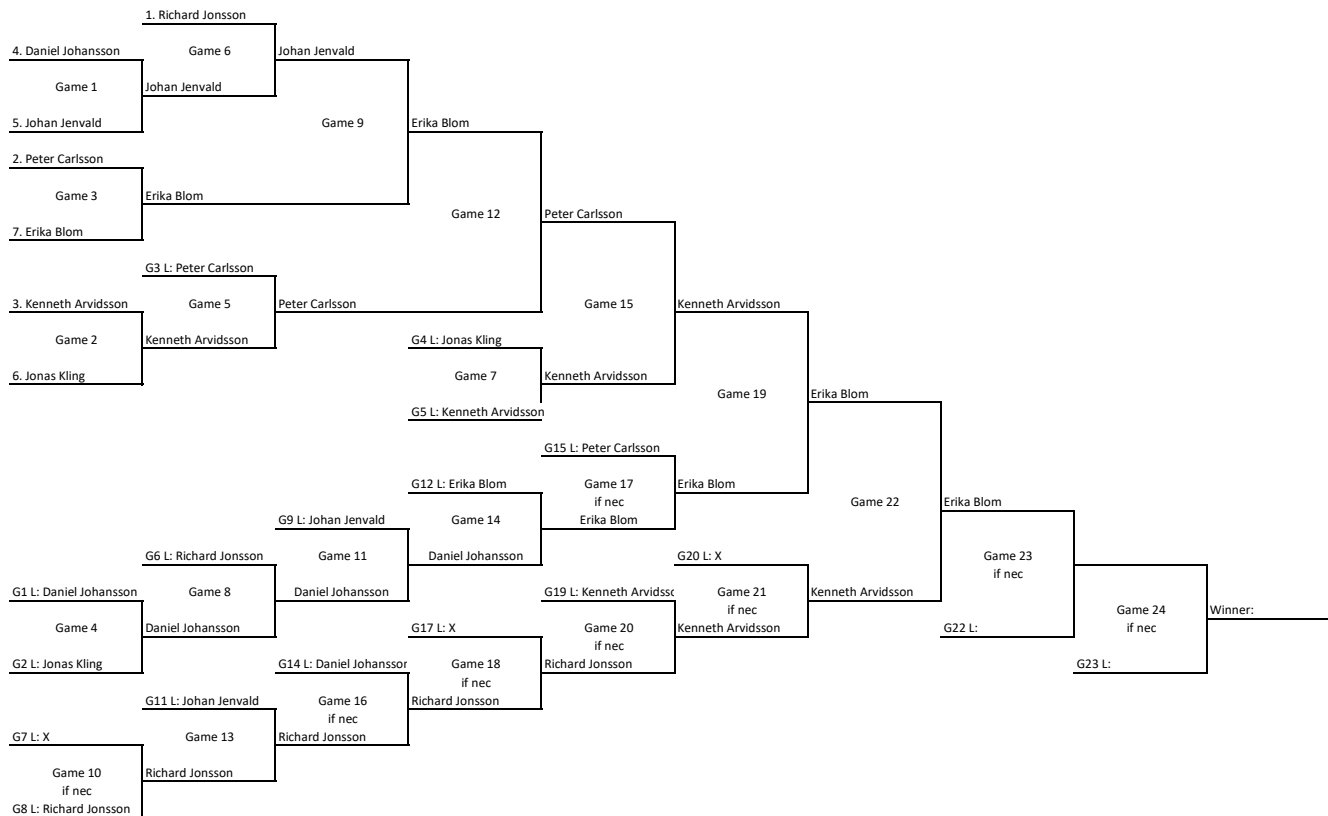 1. Richard Jonsson
4. Daniel Johansson
Game 6
Johan Jenvald
Game 1
Johan Jenvald
5. Johan Jenvald
Game 9
Erika Blom
2. Peter Carlsson
Game 3
Erika Blom
Game 12
Peter Carlsson
7. Erika Blom
G3 L: Peter Carlsson
3. Kenneth Arvidsson
Game 5
Peter Carlsson
Game 15
Kenneth Arvidsson
Game 2
Kenneth Arvidsson
G4 L: Jonas Kling
6. Jonas Kling
Game 7
Kenneth Arvidsson
Game 19
Erika Blom
G5 L: Kenneth Arvidsson
G15 L: Peter Carlsson
G12 L: Erika Blom
Game 17
if nec
Erika Blom
Game 22
Erika Blom
G9 L: Johan Jenvald
Game 14
Erika Blom
G6 L: Richard Jonsson
Game 11
Daniel Johansson
G20 L: X
Game 23
if nec
G1 L: Daniel Johansson
Game 8
Daniel Johansson
G19 L: Kenneth Arvidssc
Game 21
if nec
Kenneth Arvidsson
Game 24
if nec
Winner:
Game 4
Daniel Johansson
G17 L: X
Game 20
if nec
Kenneth Arvidsson
G22 L:
G2 L: Jonas Kling
G14 L: Daniel Johanssor
Game 18
if nec
Richard Jonsson
G23 L:
G11 L: Johan Jenvald
Game 16
if nec
Richard Jonsson
G7 L: X
Game 13
Richard Jonsson
Game 10
if nec
Richard Jonsson
G8 L: Richard Jonsson